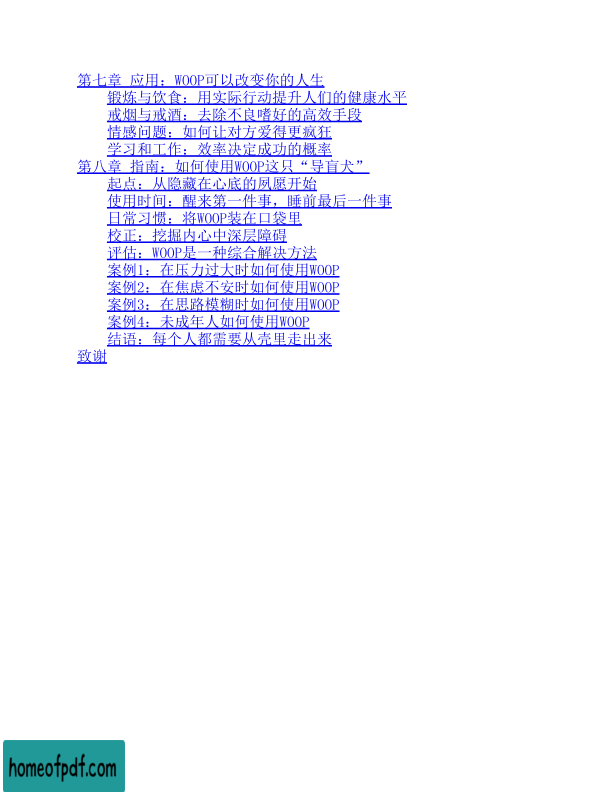 第七章 应用：WOOP可以改变你的人生
锻炼与饮食：用实际行动提升人们的健康水平
戒烟与戒酒：去除不良嗜好的高效手段
情感问题：如何让对方爱得更疯狂
学习和工作：效率决定成功的概率
第八章 指南：如何使用WOOP这只“导盲犬”
起点：从隐藏在心底的夙愿开始
使用时间：醒来第一件事，睡前最后一件事
日常习惯：将WOOP装在口袋里
校正：挖掘内心中深层障碍
评估：WOOP是一种综合解决方法
案例1：在压力过大时如何使用WOOP
案例2：在焦虑不安时如何使用WOOP
案例3：在思路模糊时如何使用WOOP
案例4：未成年人如何使用WOOP
结语：每个人都需要从壳里走出来
致谢
homeofpdf.com